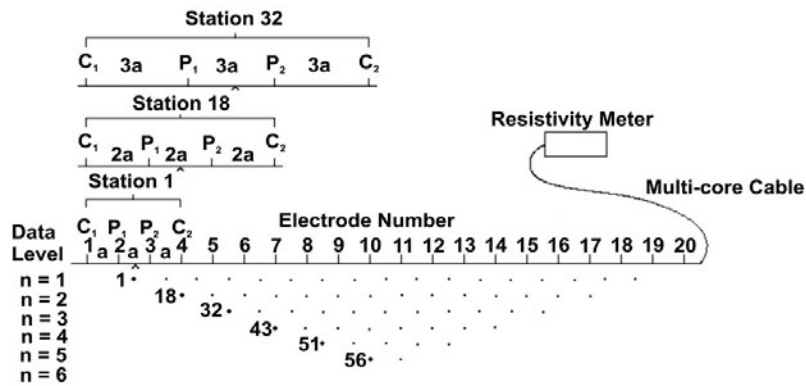 Station 32
C1 3a P1 3a P2 3a C2
Station 18
C1 2a P1 2a P2 2a C2
Resistivity Meter
Station 1
Multi-core Cable
C1 P1 P2 C2
Electrode Number
Data Level
1 2 3 4 5 6 7 8 9 10 11 12 13 14 15 16 17 18 19 20
a a a
n = 1 1
n = 2 18
n = 3 32
n = 4 43
n = 5 51
n = 6 56